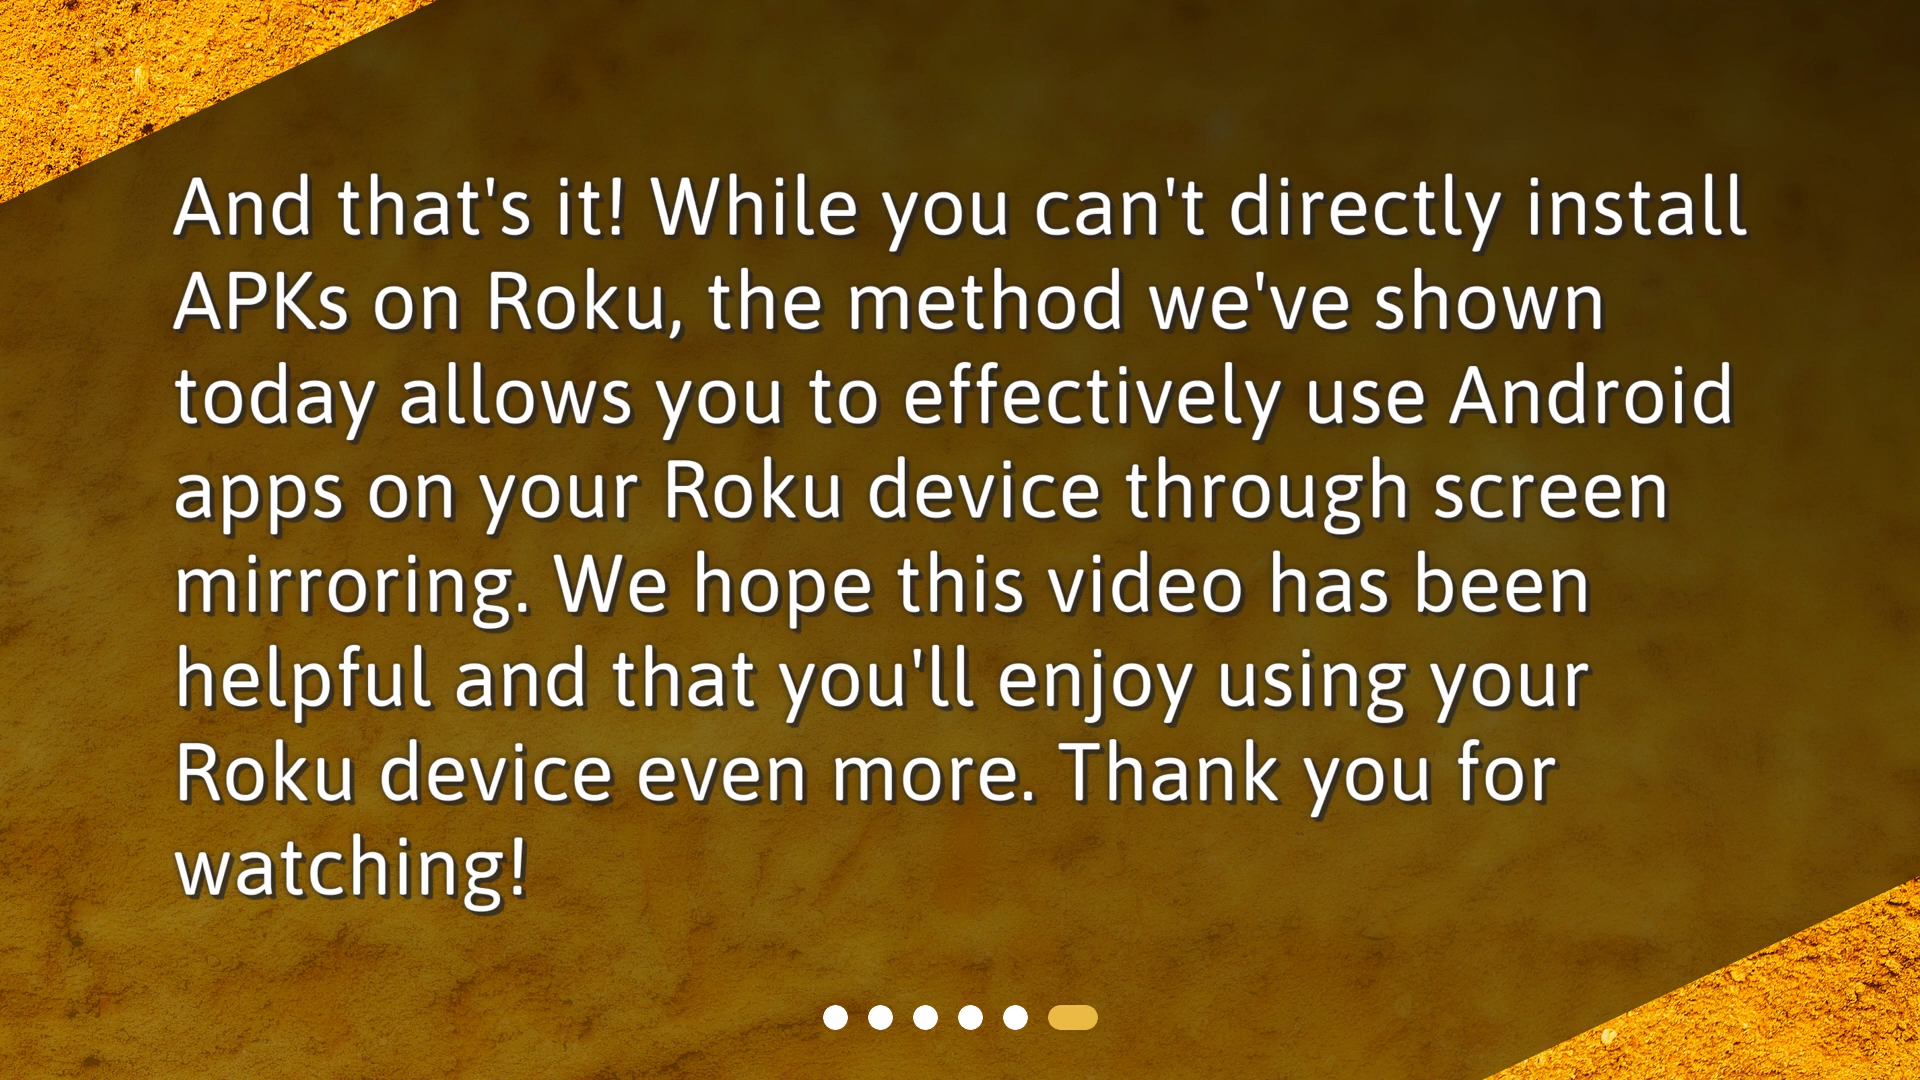 And that's it! While you can't directly install
APKs on Roku, the method we've shown
today allows you to effectively use Android
apps on your Roku device through screen
mirroring. We hope this video has been
helpful and that you'll enjoy using your
Roku device even more. Thank you for
watching!